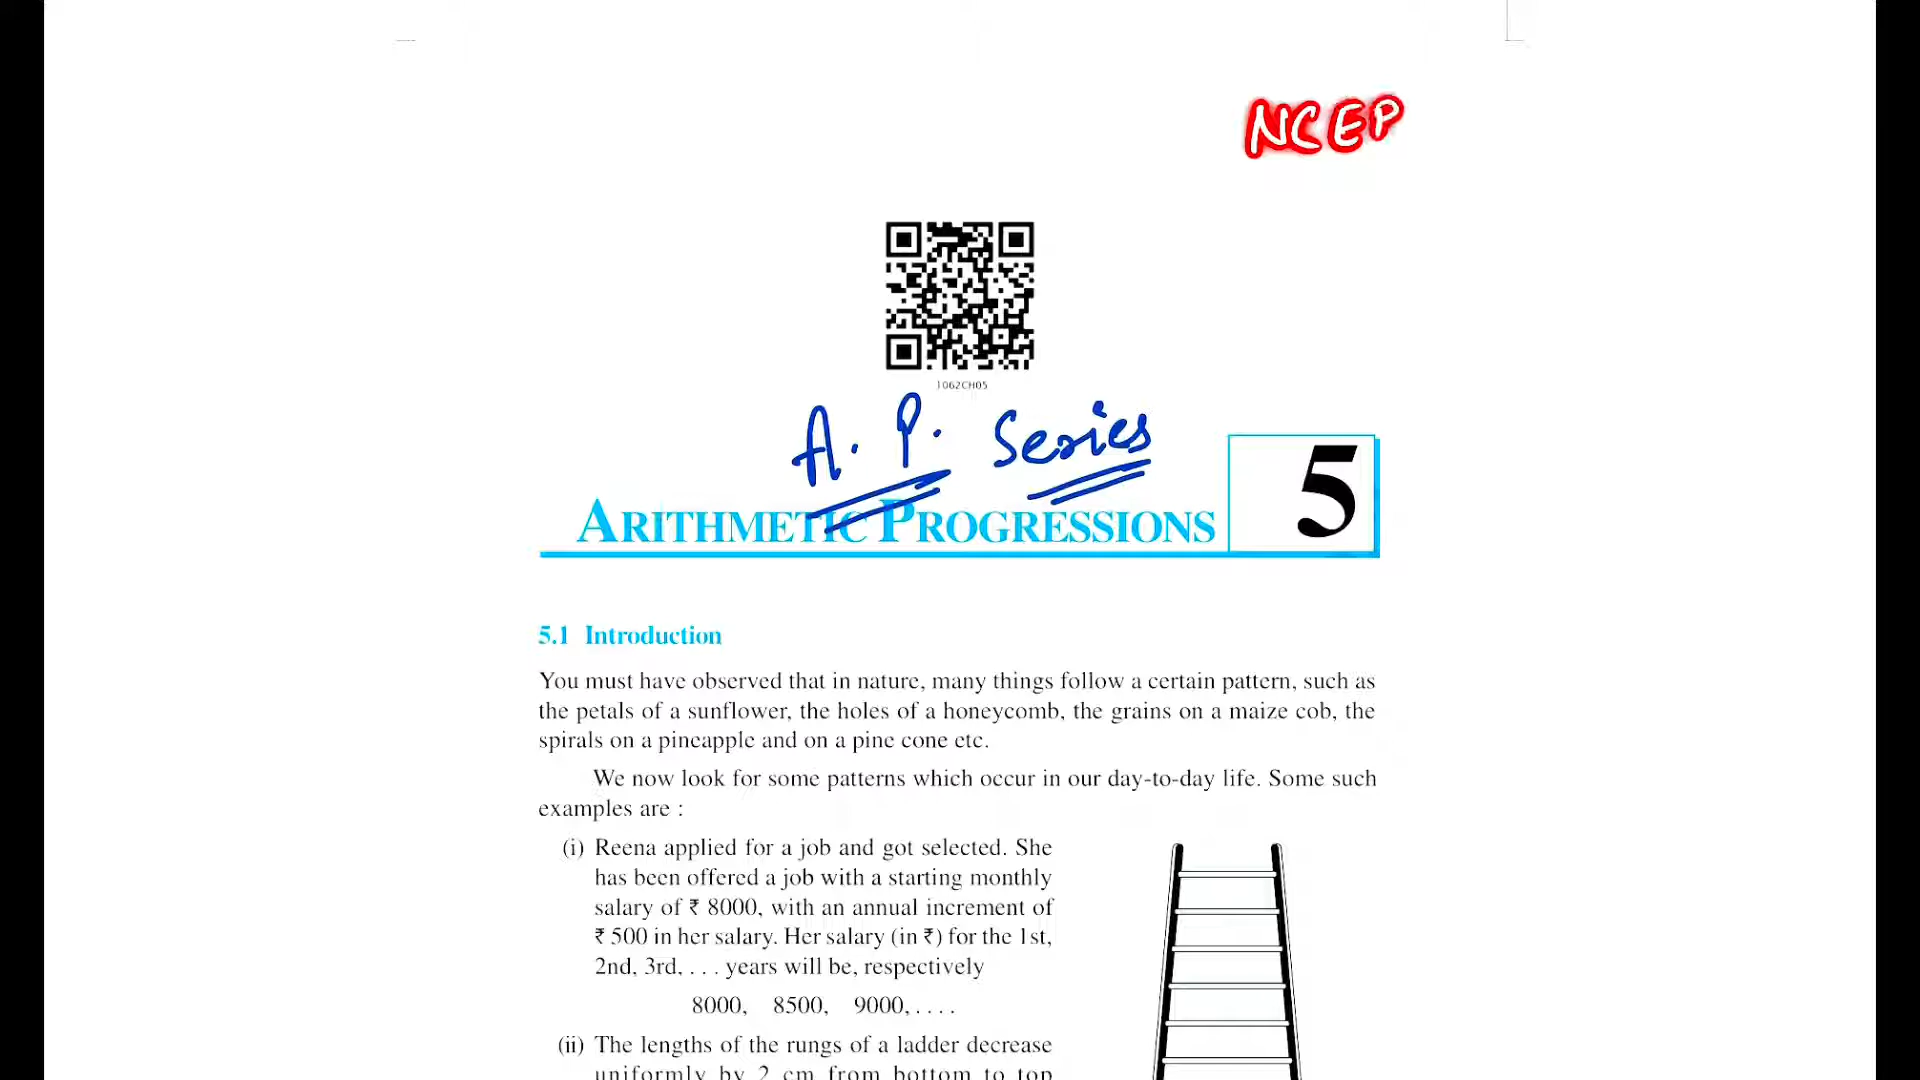 NCEP
1062CH05
A. P. Series
ARITHMETIC PROGRESSIONS
5
5.1 Introduction
You must have observed that in nature, many things follow a certain pattern, such as
the petals of a sunflower, the holes of a honeycomb, the grains on a maize cob, the
spirals on a pineapple and on a pine cone etc.
We now look for some patterns which occur in our day-to-day life. Some such
examples are :
(i) Reena applied for a job and got selected. She
has been offered a job with a starting monthly
salary of ₹ 8000, with an annual increment of
₹ 500 in her salary. Her salary (in ₹) for the 1st,
2nd, 3rd, . . . years will be, respectively
8000, 8500, 9000, . . . .
(ii) The lengths of the rungs of a ladder decrease
uniformly by 2 cm from bottom to top